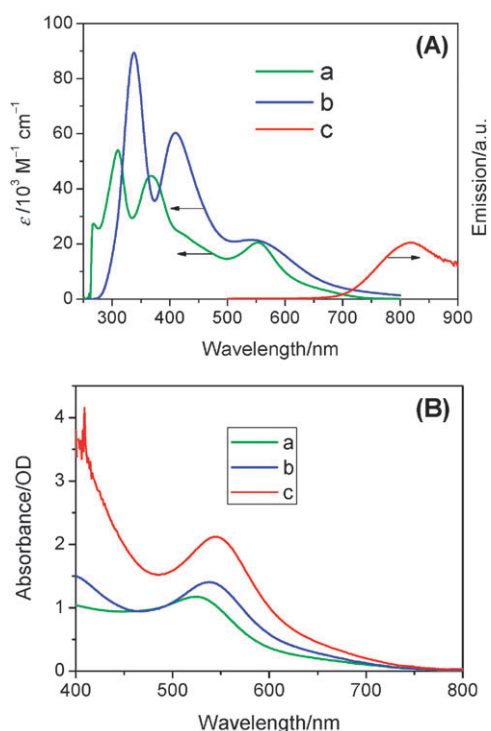 (A)
100
80
60
40
20
0
ε /10³ M⁻¹ cm⁻¹
a
b
c
Emission/a.u.
300 400 500 600 700 800 900
Wavelength/nm
(B)
4
3
2
1
0
Absorbance/OD
a
b
c
400 500 600 700 800
Wavelength/nm